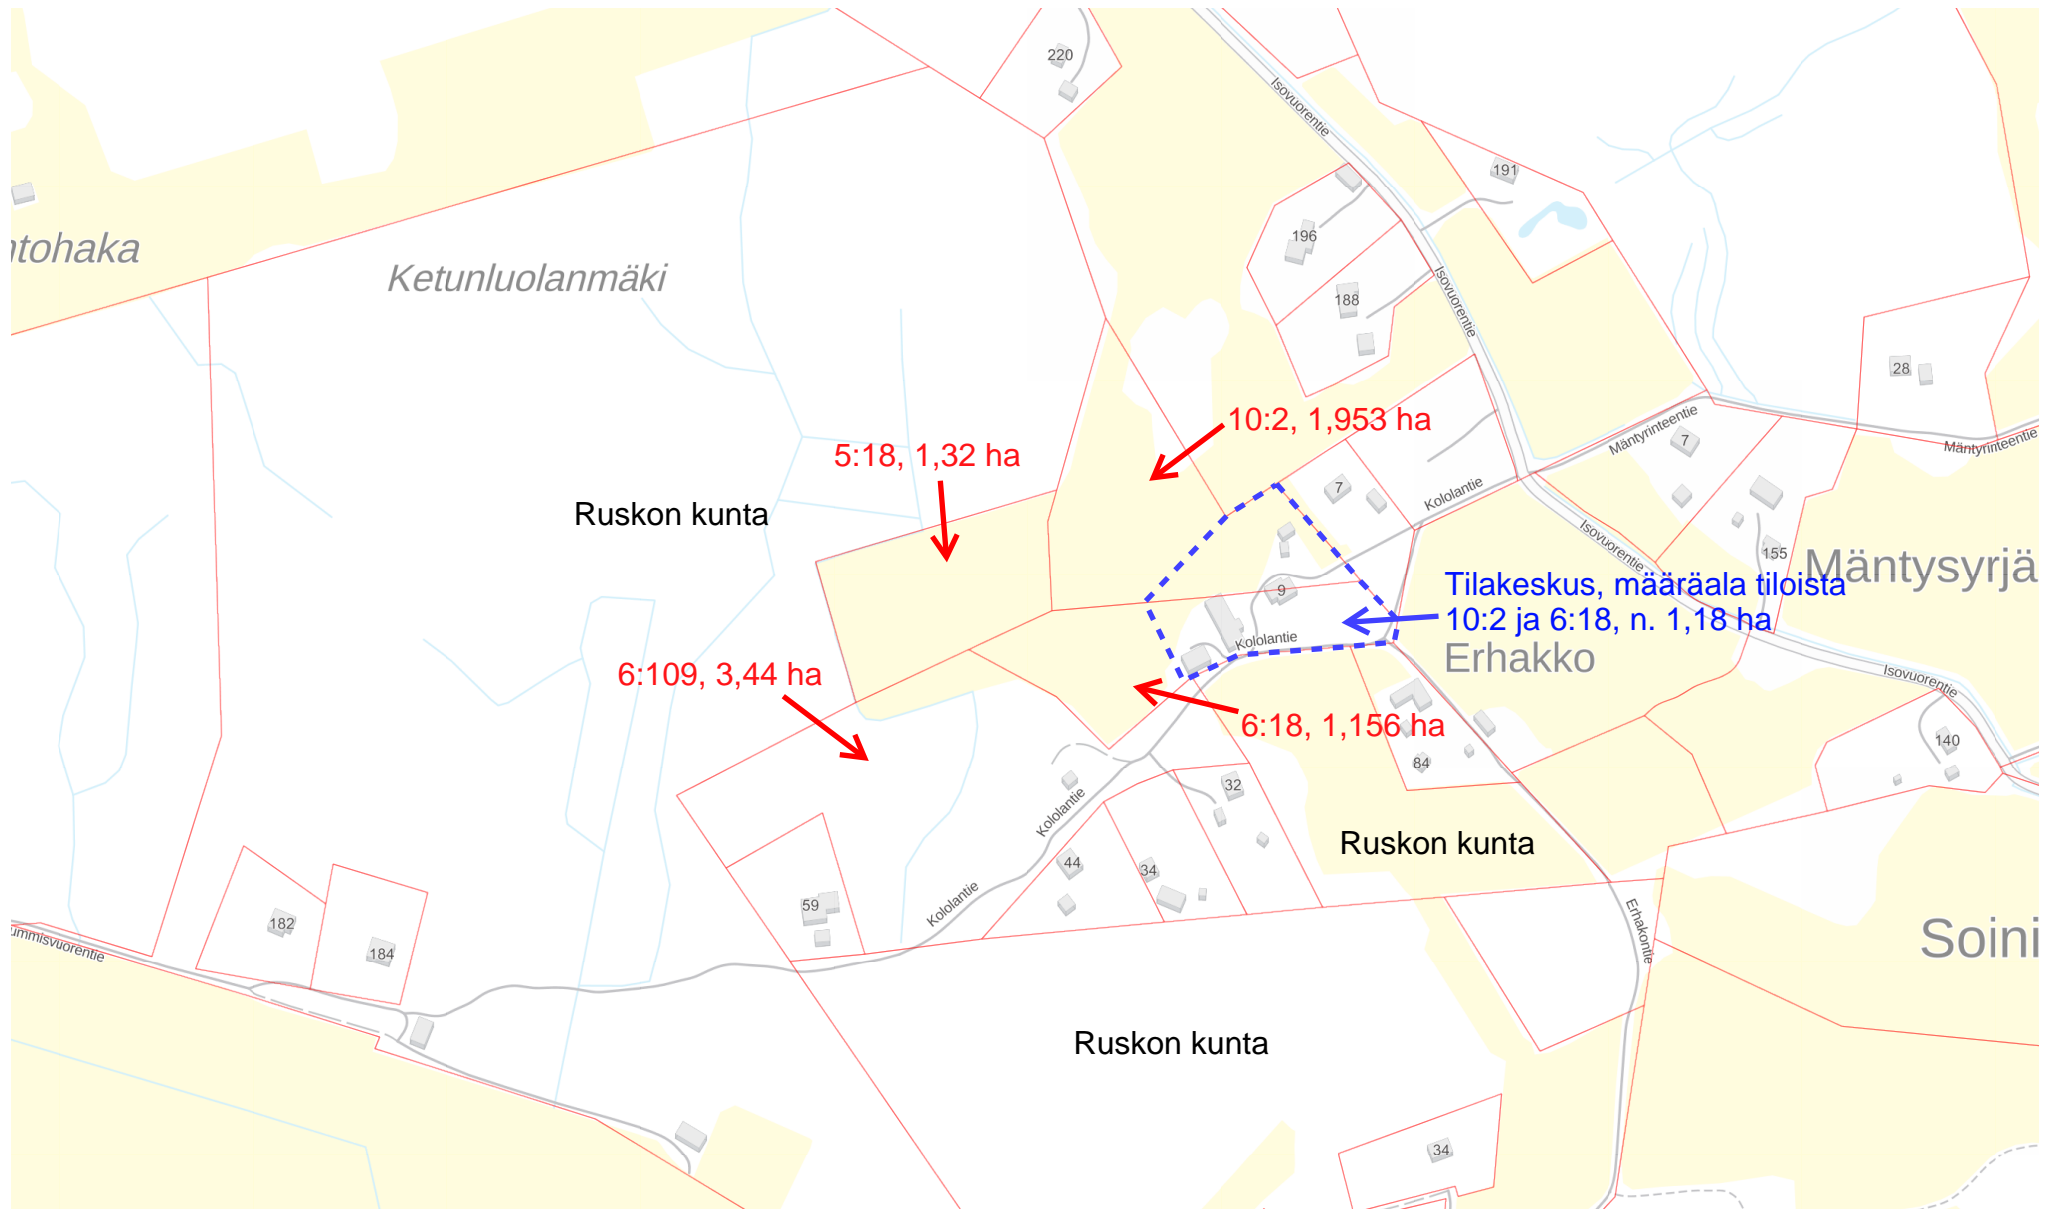 220
Isovuorentie
191
196
ntohaka
Ketunluolanmäki
188
Isovuorentie
28
10:2, 1,953 ha
Mäntyrinteentie
7
Mäntyrinteentie
5:18, 1,32 ha
7
Kololantie
Ruskon kunta
Isovuorentie
155
Mäntysyrjä
9
Tilakeskus, määräala tiloista
10:2 ja 6:18, n. 1,18 ha
Kololantie
Erhakko
6:109, 3,44 ha
Isovuorentie
6:18, 1,156 ha
140
84
32
Kololantie
Ruskon kunta
44
34
59
Kololantie
182
184
ummisvuorentie
Erhakontie
Soini
Ruskon kunta
34